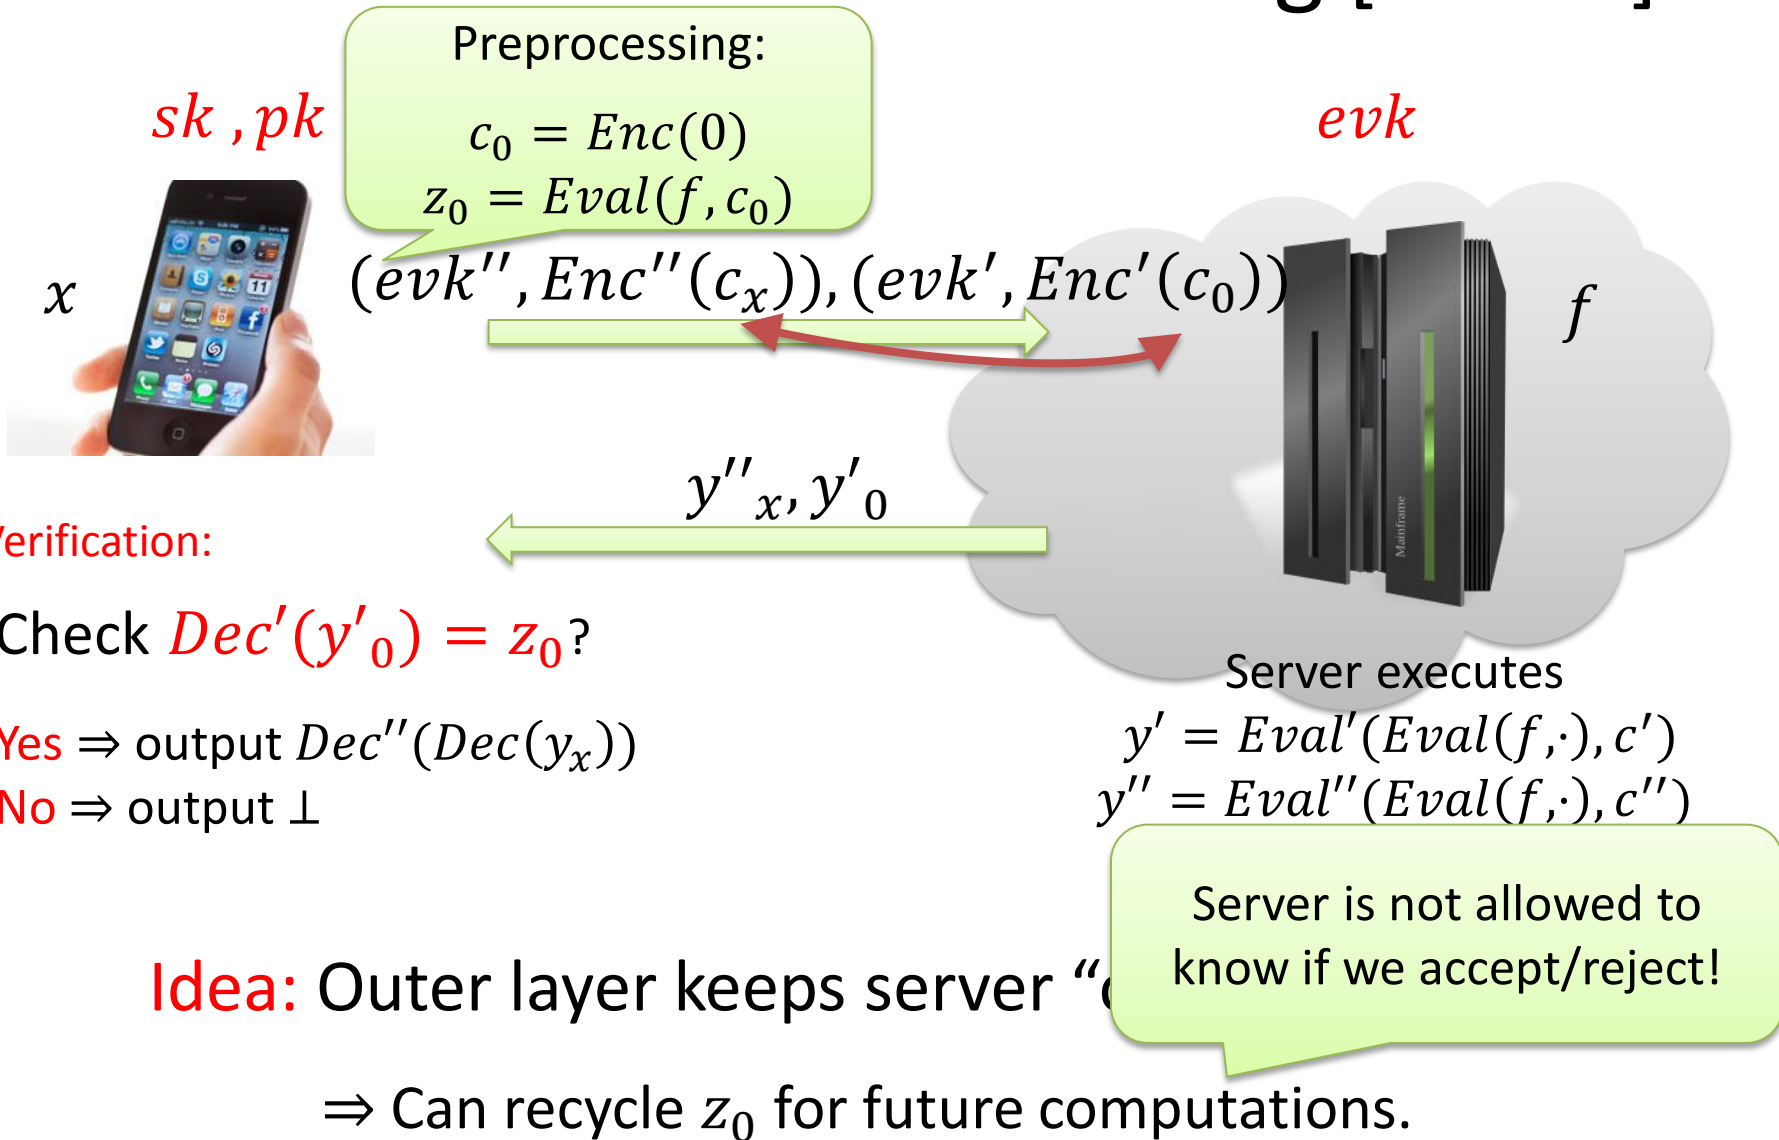 Preprocessing:
c₀ = Enc(0)
z₀ = Eval(f, c₀)
sk , pk
evk
(evk′′, Enc′′(cₓ)), (evk′, Enc′(c₀))
x
f
y′′ₓ, y′₀
Mainframe
Verification:
Check Dec′(y′₀) = z₀?
Yes ⇒ output Dec′′(Dec(yₓ))
No ⇒ output ⊥
Server executes
y′ = Eval′(Eval(f,·), c′)
y′′ = Eval′′(Eval(f,·), c′′)
Server is not allowed to
know if we accept/reject!
Idea: Outer layer keeps server “
⇒ Can recycle z₀ for future computations.